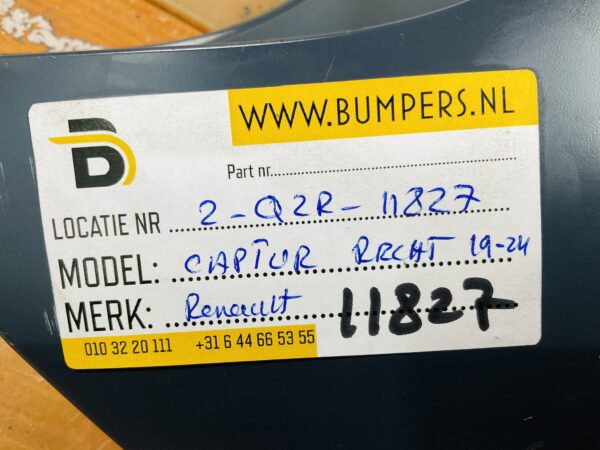 B
WWW.BUMPERS.NL
Part nr.
LOCATIE NR 2-Q2R-11827
MODEL: CAPTUR RRCHT 19-24
MERK: Renault 11827
010 32 20 111 +31 6 44 66 53 55